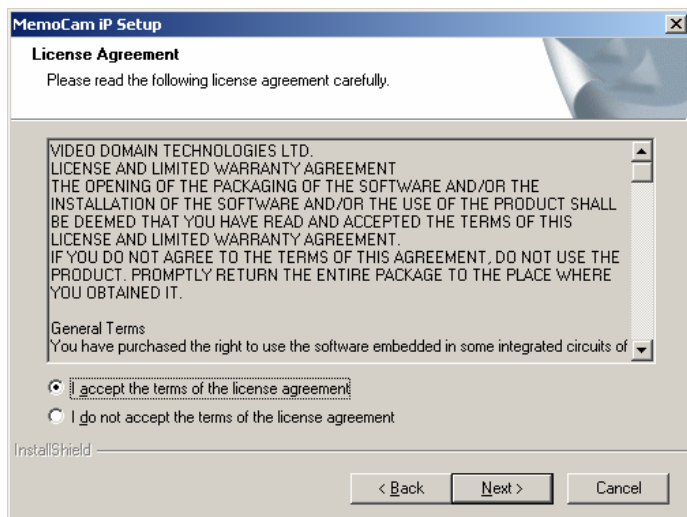 MemoCam iP Setup
License Agreement
Please read the following license agreement carefully.
VIDEO DOMAIN TECHNOLOGIES LTD.
LICENSE AND LIMITED WARRANTY AGREEMENT
THE OPENING OF THE PACKAGING OF THE SOFTWARE AND/OR THE
INSTALLATION OF THE SOFTWARE AND/OR THE USE OF THE PRODUCT SHALL
BE DEEMED THAT YOU HAVE READ AND ACCEPTED THE TERMS OF THIS
LICENSE AND LIMITED WARRANTY AGREEMENT.
IF YOU DO NOT AGREE TO THE TERMS OF THIS AGREEMENT, DO NOT USE THE
PRODUCT. PROMPTLY RETURN THE ENTIRE PACKAGE TO THE PLACE WHERE
YOU OBTAINED IT.
General Terms
You have purchased the right to use the software embedded in some integrated circuits of
I accept the terms of the license agreement
I do not accept the terms of the license agreement
InstallShield
< Back Next > Cancel